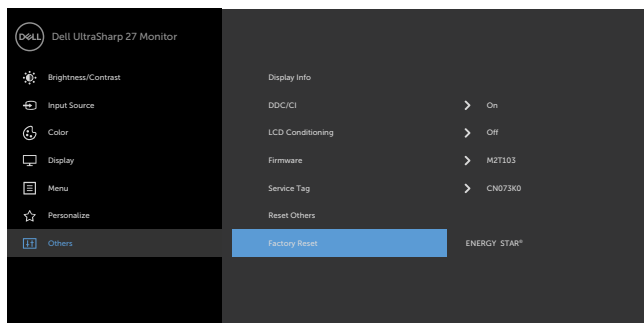 DELL Dell UltraSharp 27 Monitor
Brightness/Contrast Display Info
Input Source DDC/CI On
Color LCD Conditioning Off
Display Firmware M2T103
Menu Service Tag CN073K0
Personalize Reset Others
Others Factory Reset ENERGY STAR®